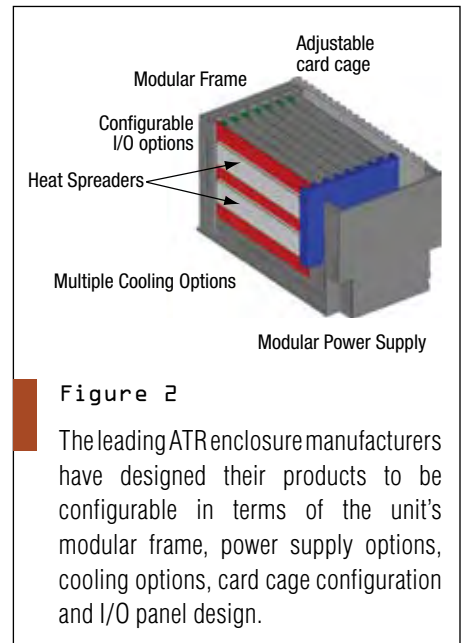 Adjustable
card cage
Modular Frame
Configurable
I/O options
Heat Spreaders
Multiple Cooling Options
Modular Power Supply
Figure 2
The leading ATR enclosure manufacturers
have designed their products to be
configurable in terms of the unit's
modular frame, power supply options,
cooling options, card cage configuration
and I/O panel design.